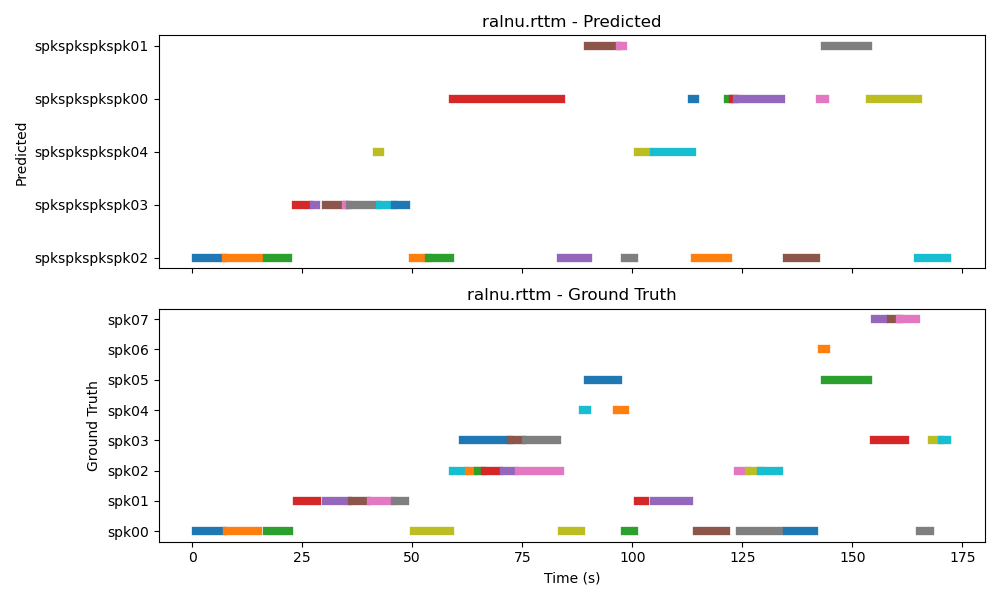 ralnu.rttm - Predicted
Predicted
spkspkspkspk01
spkspkspkspk00
spkspkspkspk04
spkspkspkspk03
spkspkspkspk02
ralnu.rttm - Ground Truth
Ground Truth
spk07
spk06
spk05
spk04
spk03
spk02
spk01
spk00
0 25 50 75 100 125 150 175
Time (s)